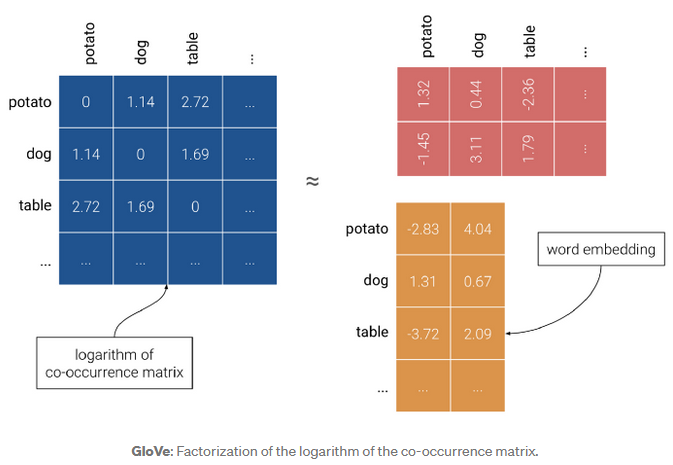 potato dog table ...
potato 0 1.14 2.72 ...
dog 1.14 0 1.69 ...
table 2.72 1.69 0 ...
... ... ... ... ...
logarithm of
co-occurrence matrix
≈
potato dog table ...
1.32 0.44 -2.36 ...
-1.45 3.11 1.79 ...
potato -2.83 4.04
dog 1.31 0.67
table -3.72 2.09
... ... ...
word embedding
GloVe: Factorization of the logarithm of the co-occurrence matrix.